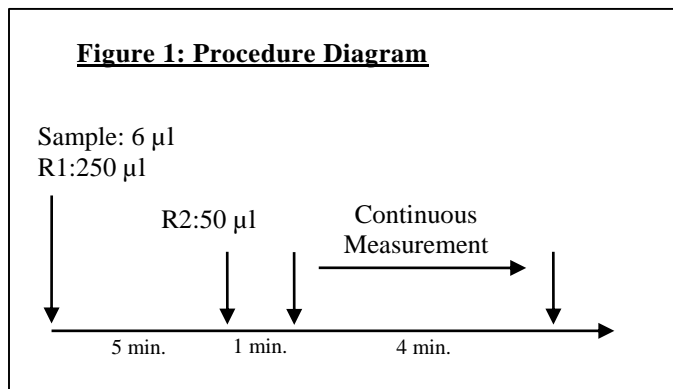 Figure 1: Procedure Diagram
Sample: 6 µl
R1:250 µl
R2:50 µl
Continuous
Measurement
5 min.
1 min.
4 min.